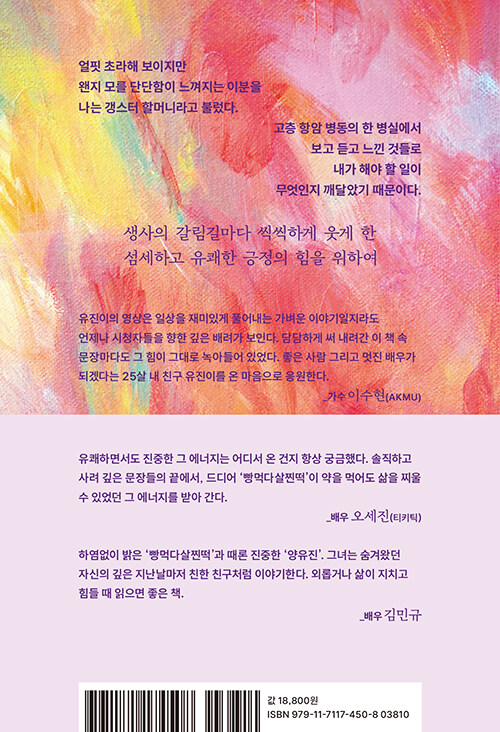 얼핏 초라해 보이지만
왠지 모를 단단함이 느껴지는 이분을
나는 갱스터 할머니라고 불렀다.
고층 항암 병동의 한 병실에서
보고 듣고 느낀 것들로
내가 해야 할 일이
무엇인지 깨달았기 때문이다.
생사의 갈림길마다 씩씩하게 웃게 한
섬세하고 유쾌한 긍정의 힘을 위하여
유진이의 영상은 일상을 재미있게 풀어내는 가벼운 이야기일지라도
언제나 시청자들을 향한 깊은 배려가 보인다. 담담하게 써 내려간 이 책 속
문장마다도 그 힘이 그대로 녹아들어 있었다. 좋은 사람 그리고 멋진 배우가
되겠다는 25살 내 친구 유진이를 온 마음으로 응원한다.
_가수 이수현(AKMU)
유쾌하면서도 진중한 그 에너지는 어디서 온 건지 항상 궁금했다. 솔직하고
사려 깊은 문장들의 끝에서, 드디어 ‘빵먹다살찐떡’이 약을 먹어도 삶을 찌울
수 있었던 그 에너지를 받아 간다.
_배우 오세진(티키틱)
하염없이 밝은 ‘빵먹다살찐떡’과 때론 진중한 ‘양유진’. 그녀는 숨겨왔던
자신의 깊은 지난날마저 친한 친구처럼 이야기한다. 외롭거나 삶이 지치고
힘들 때 읽으면 좋은 책.
_배우 김민규
값 18,800원
ISBN 979-11-7117-450-8 03810